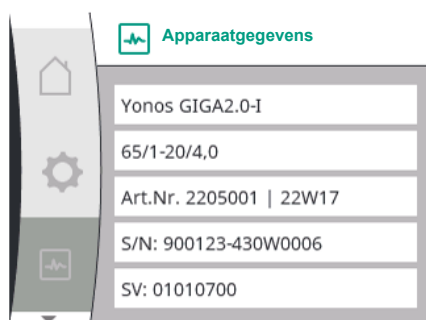 Apparaatgegevens
Yonos GIGA2.0-I
65/1-20/4,0
Art.Nr. 2205001 | 22W17
S/N: 900123-430W0006
SV: 01010700